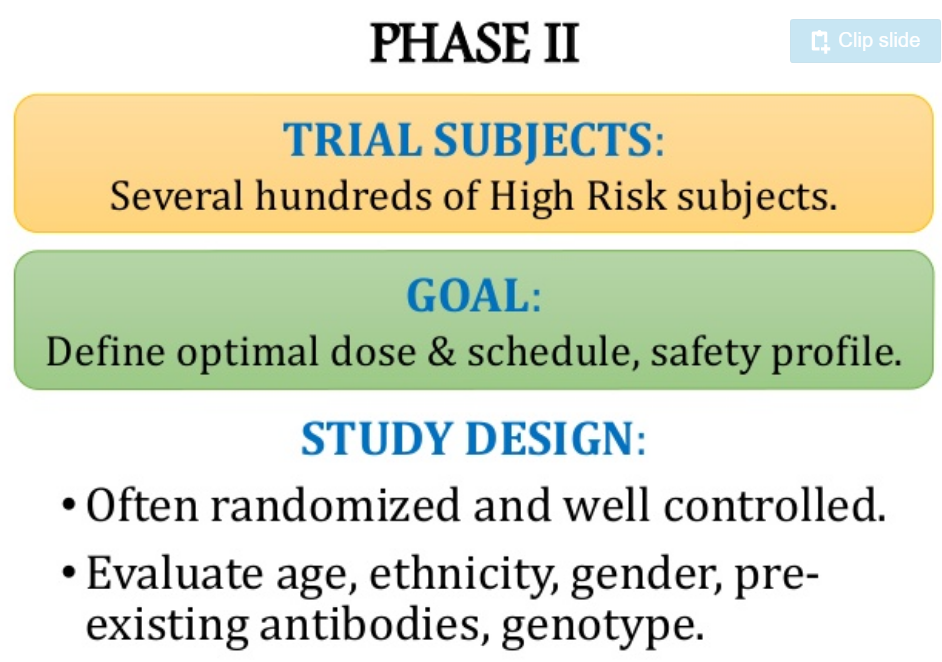 PHASE II
Clip slide
TRIAL SUBJECTS:
Several hundreds of High Risk subjects.
GOAL:
Define optimal dose & schedule, safety profile.
STUDY DESIGN:
• Often randomized and well controlled.
• Evaluate age, ethnicity, gender, pre-
existing antibodies, genotype.